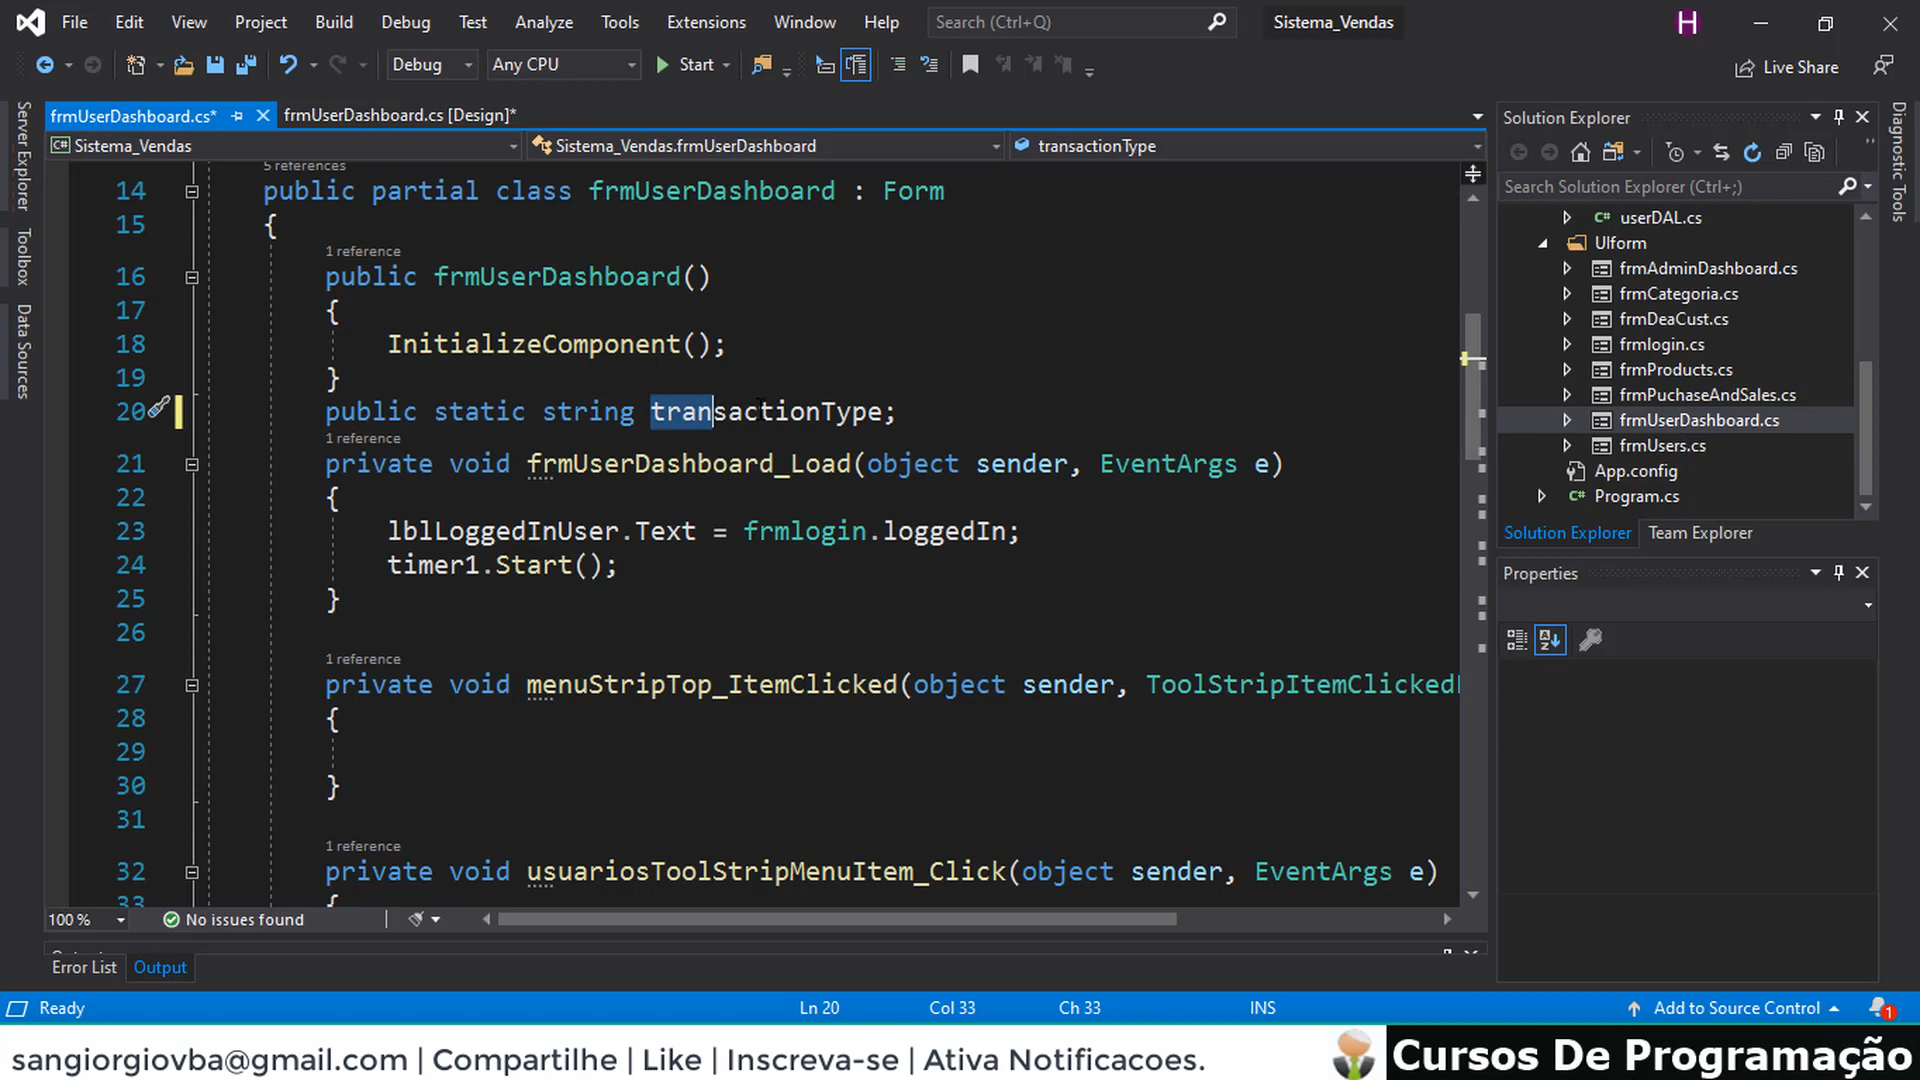 File Edit View Project Build Debug Test Analyze Tools Extensions Window Help Search (Ctrl+Q) Sistema_Vendas H
Debug Any CPU Start Live Share
frmUserDashboard.cs* frmUserDashboard.cs [Design]*
Sistema_Vendas Sistema_Vendas.frmUserDashboard transactionType
5 references
14 public partial class frmUserDashboard : Form
15 {
1 reference
16 public frmUserDashboard()
17 {
18 InitializeComponent();
19 }
20 public static string transactionType;
1 reference
21 private void frmUserDashboard_Load(object sender, EventArgs e)
22 {
23 lblLoggedInUser.Text = frmlogin.loggedIn;
24 timer1.Start();
25 }
26
1 reference
27 private void menuStripTop_ItemClicked(object sender, ToolStripItemClicked
28 {
29
30 }
31
1 reference
32 private void usuariosToolStripMenuItem_Click(object sender, EventArgs e)
33 {
100 % No issues found
Error List Output
Ready Ln 20 Col 33 Ch 33 INS Add to Source Control 1
Server Explorer
Toolbox
Data Sources
Solution Explorer
Search Solution Explorer (Ctrl+;)
userDAL.cs
UIform
frmAdminDashboard.cs
frmCategoria.cs
frmDeaCust.cs
frmlogin.cs
frmProducts.cs
frmPuchaseAndSales.cs
frmUserDashboard.cs
frmUsers.cs
App.config
Program.cs
Solution Explorer Team Explorer
Properties
Diagnostic Tools
sangiorgiovba@gmail.com | Compartilhe | Like | Inscreva-se | Ativa Notificacoes.
Cursos De Programação